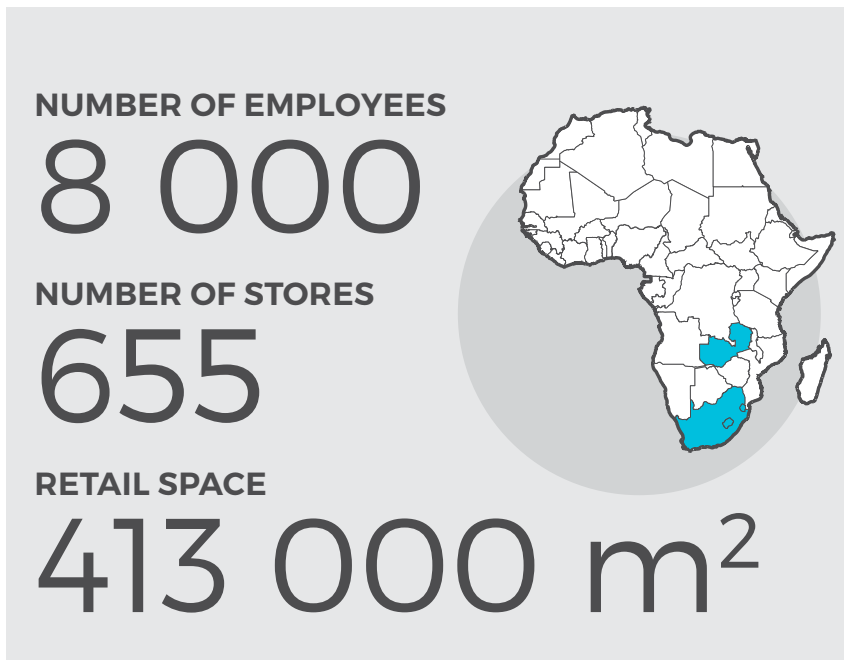 NUMBER OF EMPLOYEES
8 000
NUMBER OF STORES
655
RETAIL SPACE
413 000 m²